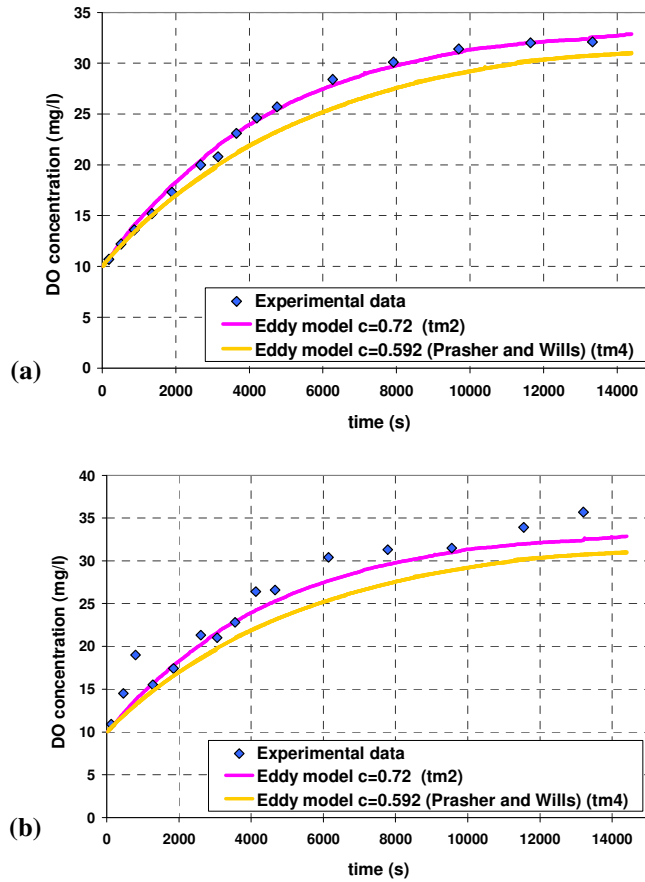 35
30
25
20
15
10
5
0
DO concentration (mg/l)
Experimental data
Eddy model c=0.72 (tm2)
Eddy model c=0.592 (Prasher and Wills) (tm4)
0 2000 4000 6000 8000 10000 12000 14000
time (s)
(a)
40
35
30
25
20
15
10
5
0
DO concentration (mg/l)
Experimental data
Eddy model c=0.72 (tm2)
Eddy model c=0.592 (Prasher and Wills) (tm4)
0 2000 4000 6000 8000 10000 12000 14000
time (s)
(b)